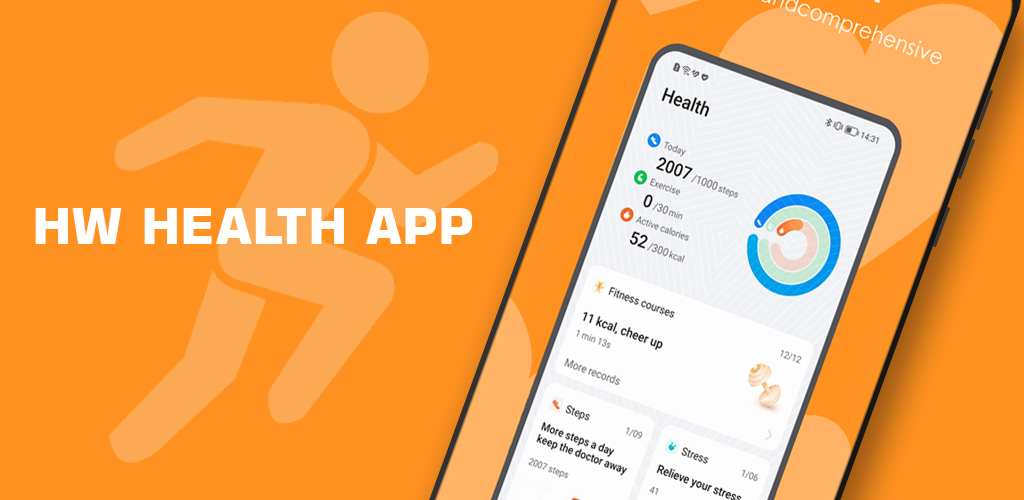 HW HEALTH APP
andcomprehensive
14:31
Health
Today
2007 /1000 steps
Exercise
0 /30 min
Active calories
52 /300 kcal
Fitness courses
12/12
11 kcal, cheer up
1 min 13s
More records
Steps
1/09
More steps a day
keep the doctor away
2007 steps
Stress
1/06
Relieve your stress
41